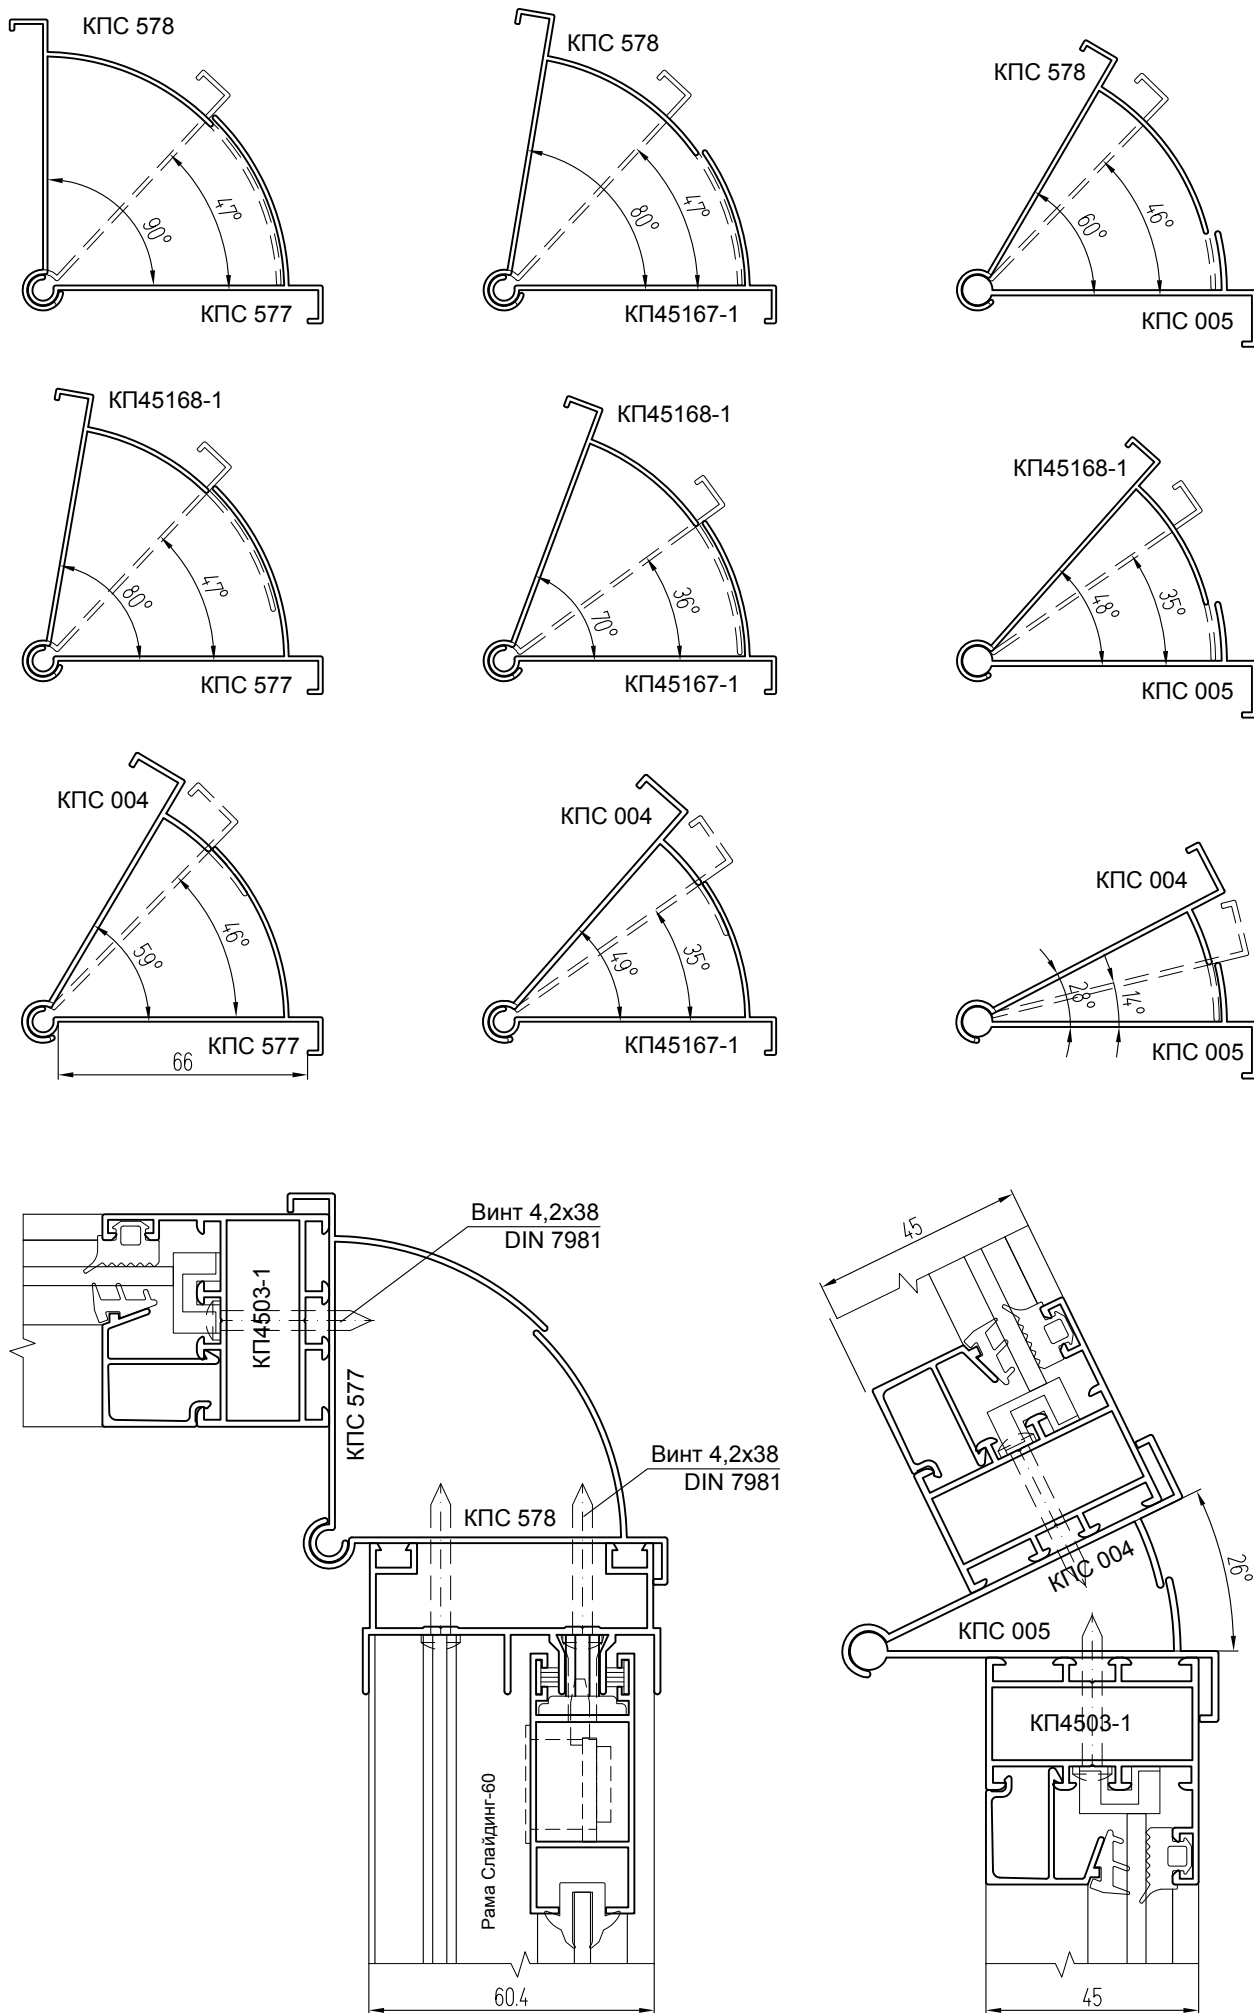 КПС 578
90°
47°
КПС 577
КПС 578
80°
47°
КП45167-1
КПС 578
60°
46°
КПС 005
КП45168-1
80°
47°
КПС 577
КП45168-1
70°
36°
КП45167-1
КП45168-1
48°
35°
КПС 005
КПС 004
59°
46°
КПС 577
66
КПС 004
49°
35°
КП45167-1
КПС 004
28°
14°
КПС 005
Винт 4,2х38
DIN 7981
КП4503-1
КПС 577
Винт 4,2х38
DIN 7981
КПС 578
Рама Слайдинг-60
60.4
45
КПС 004
26°
КПС 005
КП4503-1
45